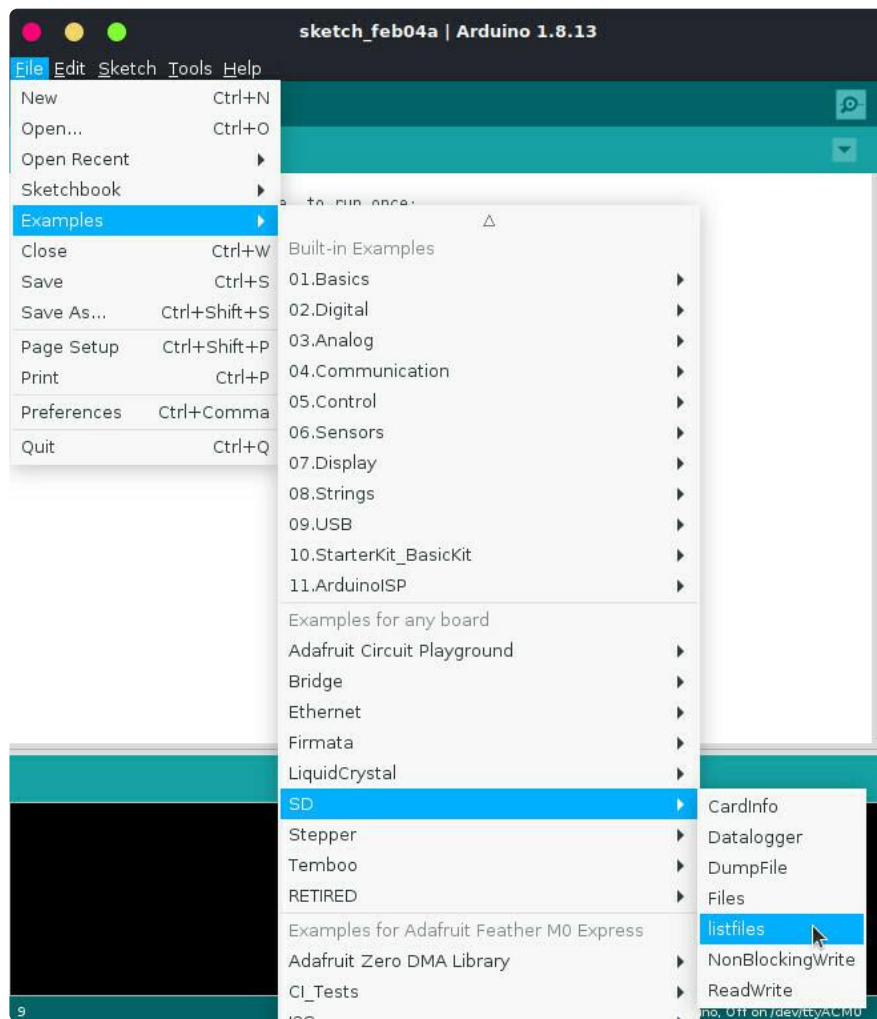 sketch_feb04a | Arduino 1.8.13
File Edit Sketch Tools Help
New Ctrl+N
Open... Ctrl+O
Open Recent
Sketchbook
Examples
Close Ctrl+W
Save Ctrl+S
Save As... Ctrl+Shift+S
Page Setup Ctrl+Shift+P
Print Ctrl+P
Preferences Ctrl+Comma
Quit Ctrl+Q
to run once:
Built-in Examples
01.Basics
02.Digital
03.Analog
04.Communication
05.Control
06.Sensors
07.Display
08.Strings
09.USB
10.StarterKit_BasicKit
11.ArduinoISP
Examples for any board
Adafruit Circuit Playground
Bridge
Ethernet
Firmata
LiquidCrystal
SD
Stepper
Temboo
RETIRED
Examples for Adafruit Feather M0 Express
Adafruit Zero DMA Library
CI_Tests
CardInfo
Datalogger
DumpFile
Files
listfiles
NonBlockingWrite
ReadWrite
9
Off on /dev/ttyACM0